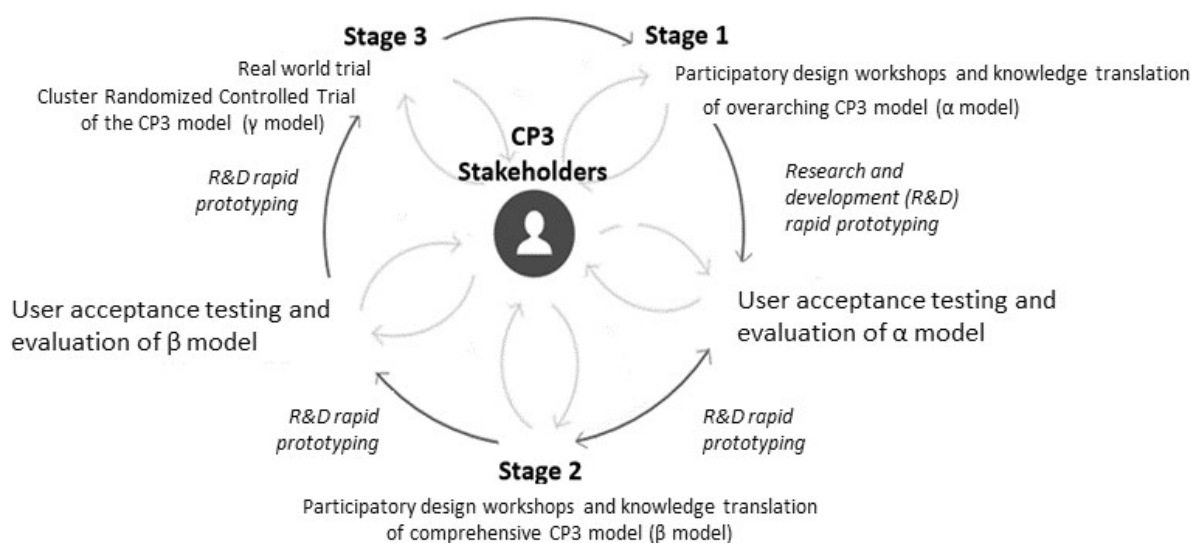 Stage 3
Stage 1
Real world trial
Cluster Randomized Controlled Trial
of the CP3 model (γ model)
Participatory design workshops and knowledge translation
of overarching CP3 model (α model)
CP3
Stakeholders
R&D rapid
prototyping
Research and
development (R&D)
rapid prototyping
User acceptance testing and
evaluation of β model
User acceptance testing and
evaluation of α model
R&D rapid
prototyping
R&D rapid
prototyping
Stage 2
Participatory design workshops and knowledge translation
of comprehensive CP3 model (β model)